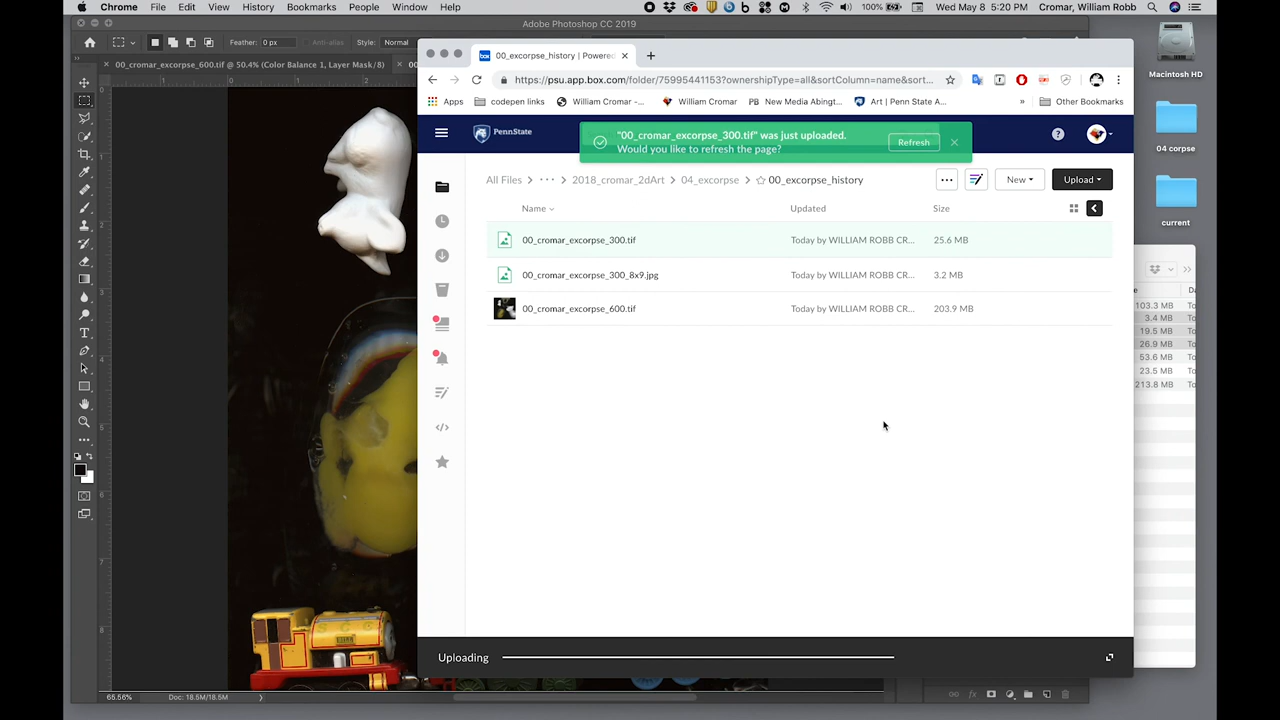 Chrome File Edit View History Bookmarks People Window Help 100% Wed May 8 5:20 PM Cromar, William Robb
Adobe Photoshop CC 2019
Feather: 0 px Anti-alias Style: Normal
00_cromar_excorpse_600.tif @ 50.4% (Color Balance 1, Layer Mask/8)
00_excorpse_history | Powered
https://psu.app.box.com/folder/75995441153?ownershipType=all&sortColumn=name&sort...
Apps codepen links William Cromar -... William Cromar New Media Abingt... Art | Penn State A... » Other Bookmarks
PennState
"00_cromar_excorpse_300.tif" was just uploaded.
Would you like to refresh the page?
Refresh
All Files > ··· > 2018_cromar_2dArt > 04_excorpse > 00_excorpse_history
New Upload
Name Updated Size
00_cromar_excorpse_300.tif Today by WILLIAM ROBB CR... 25.6 MB
00_cromar_excorpse_300_8x9.jpg Today by WILLIAM ROBB CR... 3.2 MB
00_cromar_excorpse_600.tif Today by WILLIAM ROBB CR... 203.9 MB
Uploading
65.56% Doc: 18.5M/18.5M
Macintosh HD
04 corpse
current
103.3 MB
3.4 MB
19.5 MB
26.9 MB
53.6 MB
23.5 MB
213.8 MB